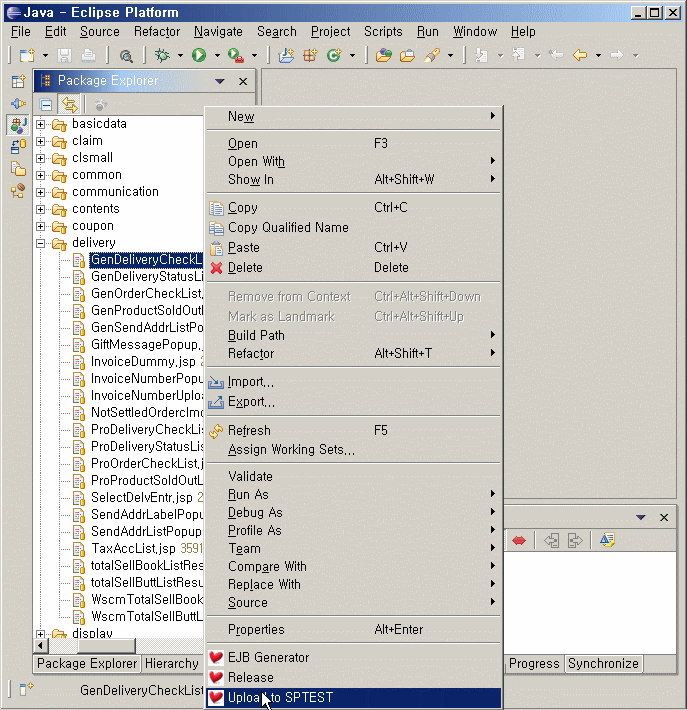 Java - Eclipse Platform
File Edit Source Refactor Navigate Search Project Scripts Run Window Help
Package Explorer
basicdata
claim
clsmall
common
communication
contents
coupon
delivery
GenDeliveryCheckL
GenDeliveryStatusLi
GenOrderCheckList.
GenProductSoldOutl
GenSendAddrListPo
GiftMessagePopup.
InvoiceDummy.jsp 2
InvoiceNumberPopu
InvoiceNumberUploa
NotSettledOrderCImc
ProDeliveryCheckLi
ProDeliveryStatusLi
ProOrderCheckList.j
ProProductSoldOutL
SelectDelvEntr.jsp 2
SendAddrLabelPopu
SendAddrListPopup
TaxAccList.jsp 3591
totalSellBookListRes
totalSellButtListResu
WscmTotalSellBook
WscmTotalSellButtL
display
Package Explorer Hierarchy
GenDeliveryCheckList
New
Open F3
Open With
Show In Alt+Shift+W
Copy Ctrl+C
Copy Qualified Name
Paste Ctrl+V
Delete Delete
Remove from Context Ctrl+Alt+Shift+Down
Mark as Landmark Ctrl+Alt+Shift+Up
Build Path
Refactor Alt+Shift+T
Import...
Export...
Refresh F5
Assign Working Sets...
Validate
Run As
Debug As
Profile As
Team
Compare With
Replace With
Source
Properties Alt+Enter
EJB Generator
Release
Upload to SPTEST
Progress Synchronize